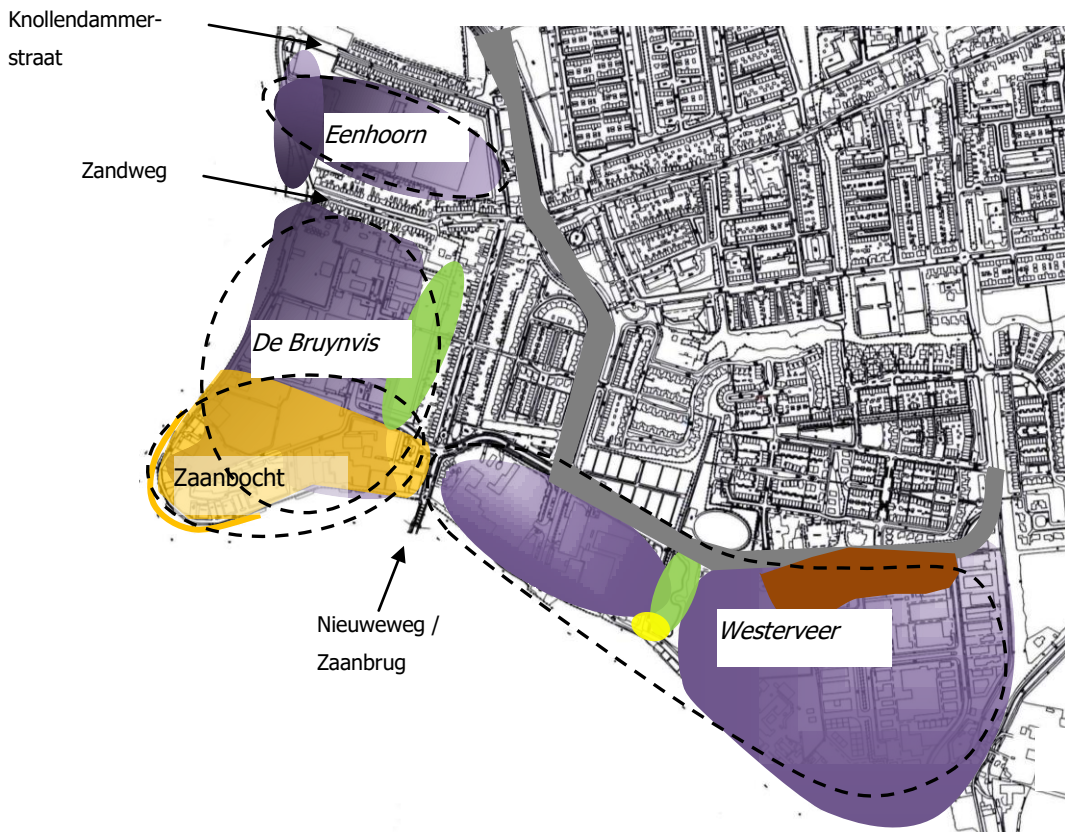 Knollendammer-
straat
Eenhoorn
Zandweg
De Bruynvis
Zaanbocht
Nieuweweg /
Zaanbrug
Westerveer